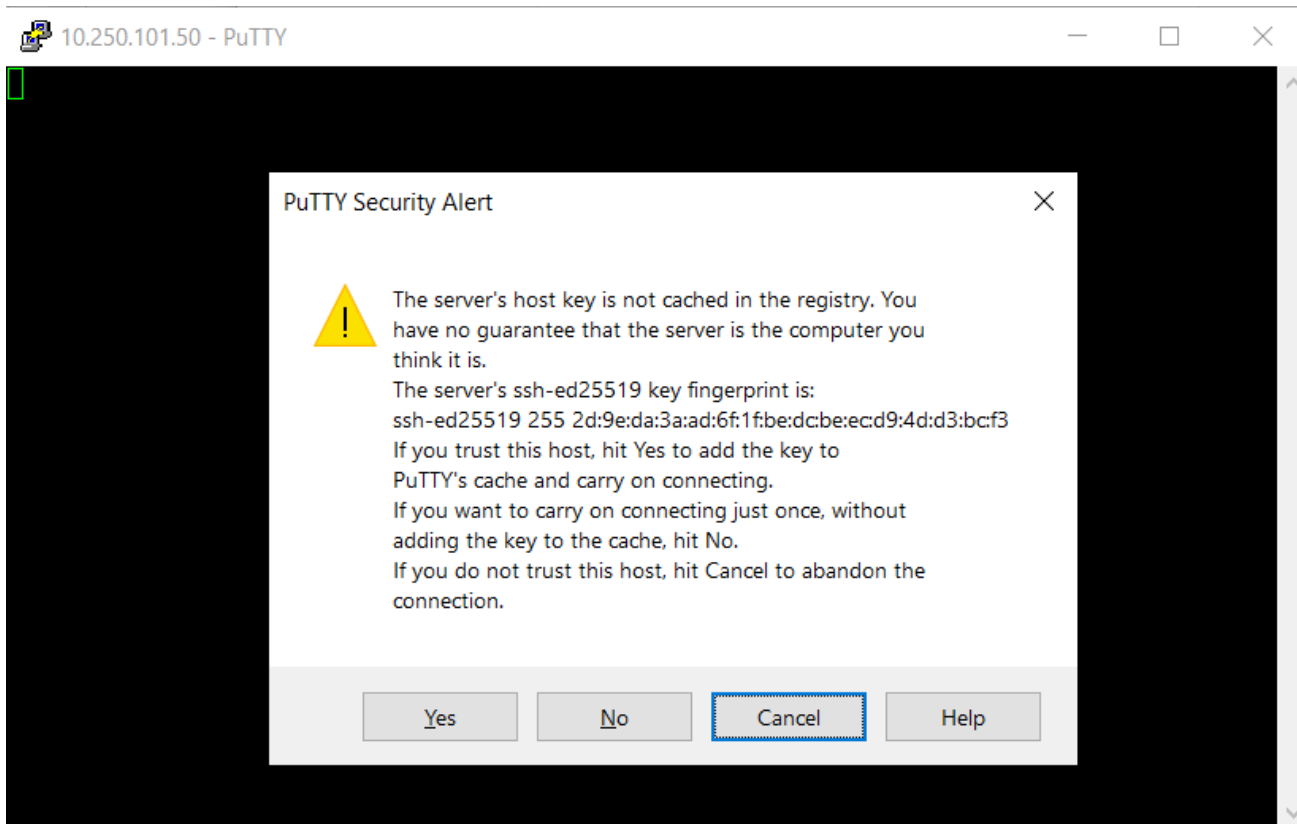 10.250.101.50 - PuTTY
PuTTY Security Alert
The server's host key is not cached in the registry. You
have no guarantee that the server is the computer you
think it is.
The server's ssh-ed25519 key fingerprint is:
ssh-ed25519 255 2d:9e:da:3a:ad:6f:1f:be:dc:be:ec:d9:4d:d3:bc:f3
If you trust this host, hit Yes to add the key to
PuTTY's cache and carry on connecting.
If you want to carry on connecting just once, without
adding the key to the cache, hit No.
If you do not trust this host, hit Cancel to abandon the
connection.
Yes No Cancel Help